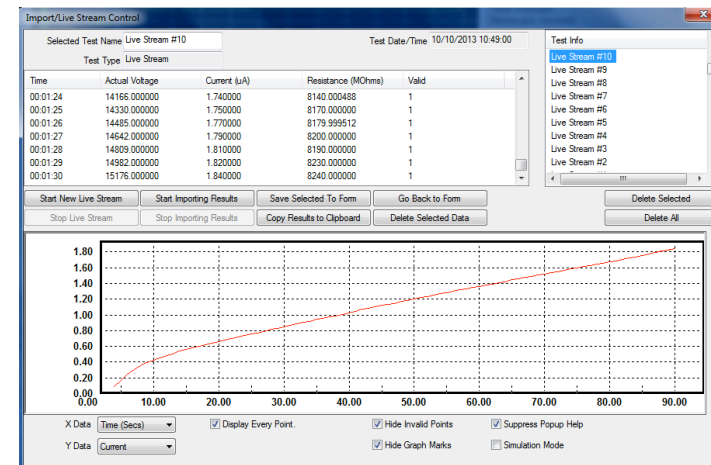 Import/Live Stream Control
Selected Test Name Live Stream #10 Test Date/Time 10/10/2013 10:49:00 Test Info
Test Type Live Stream
Live Stream #10
Live Stream #9
Live Stream #8
Live Stream #7
Live Stream #6
Live Stream #5
Live Stream #4
Live Stream #3
Live Stream #2
Time Actual Voltage Current (uA) Resistance (MOhms) Valid
00:01:24 14166.000000 1.740000 8140.000488 1
00:01:25 14330.000000 1.750000 8170.000000 1
00:01:26 14485.000000 1.770000 8179.999512 1
00:01:27 14642.000000 1.790000 8200.000000 1
00:01:28 14809.000000 1.810000 8190.000000 1
00:01:29 14982.000000 1.820000 8230.000000 1
00:01:30 15176.000000 1.840000 8240.000000 1
Start New Live Stream Start Importing Results Save Selected To Form Go Back to Form Delete Selected
Stop Live Stream Stop Importing Results Copy Results to Clipboard Delete Selected Data Delete All
1.80
1.60
1.40
1.20
1.00
0.80
0.60
0.40
0.20
0.00
0.00 10.00 20.00 30.00 40.00 50.00 60.00 70.00 80.00 90.00
X Data Time (Secs) Display Every Point. Hide Invalid Points Suppress Popup Help
Y Data Current Hide Graph Marks Simulation Mode